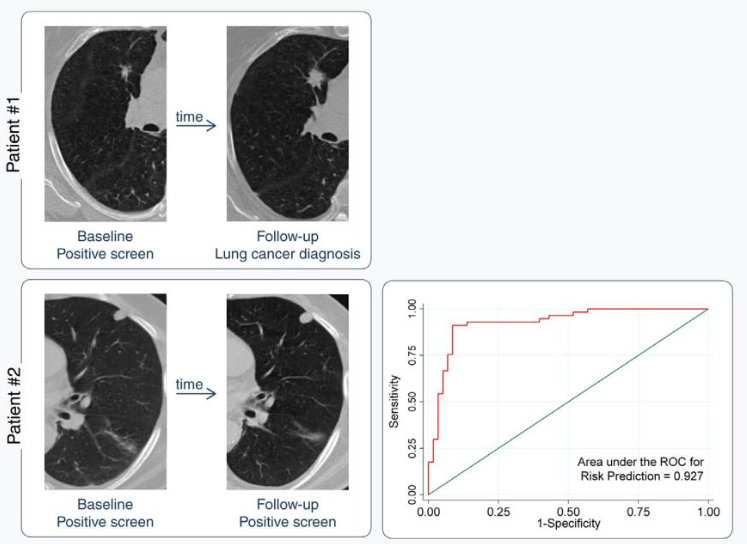 Patient #1
time
Baseline
Positive screen
Follow-up
Lung cancer diagnosis
Patient #2
time
Baseline
Positive screen
Follow-up
Positive screen
Sensitivity
1.00
0.75
0.50
0.25
0.00
Area under the ROC for
Risk Prediction = 0.927
0.00 0.25 0.50 0.75 1.00
1-Specificity